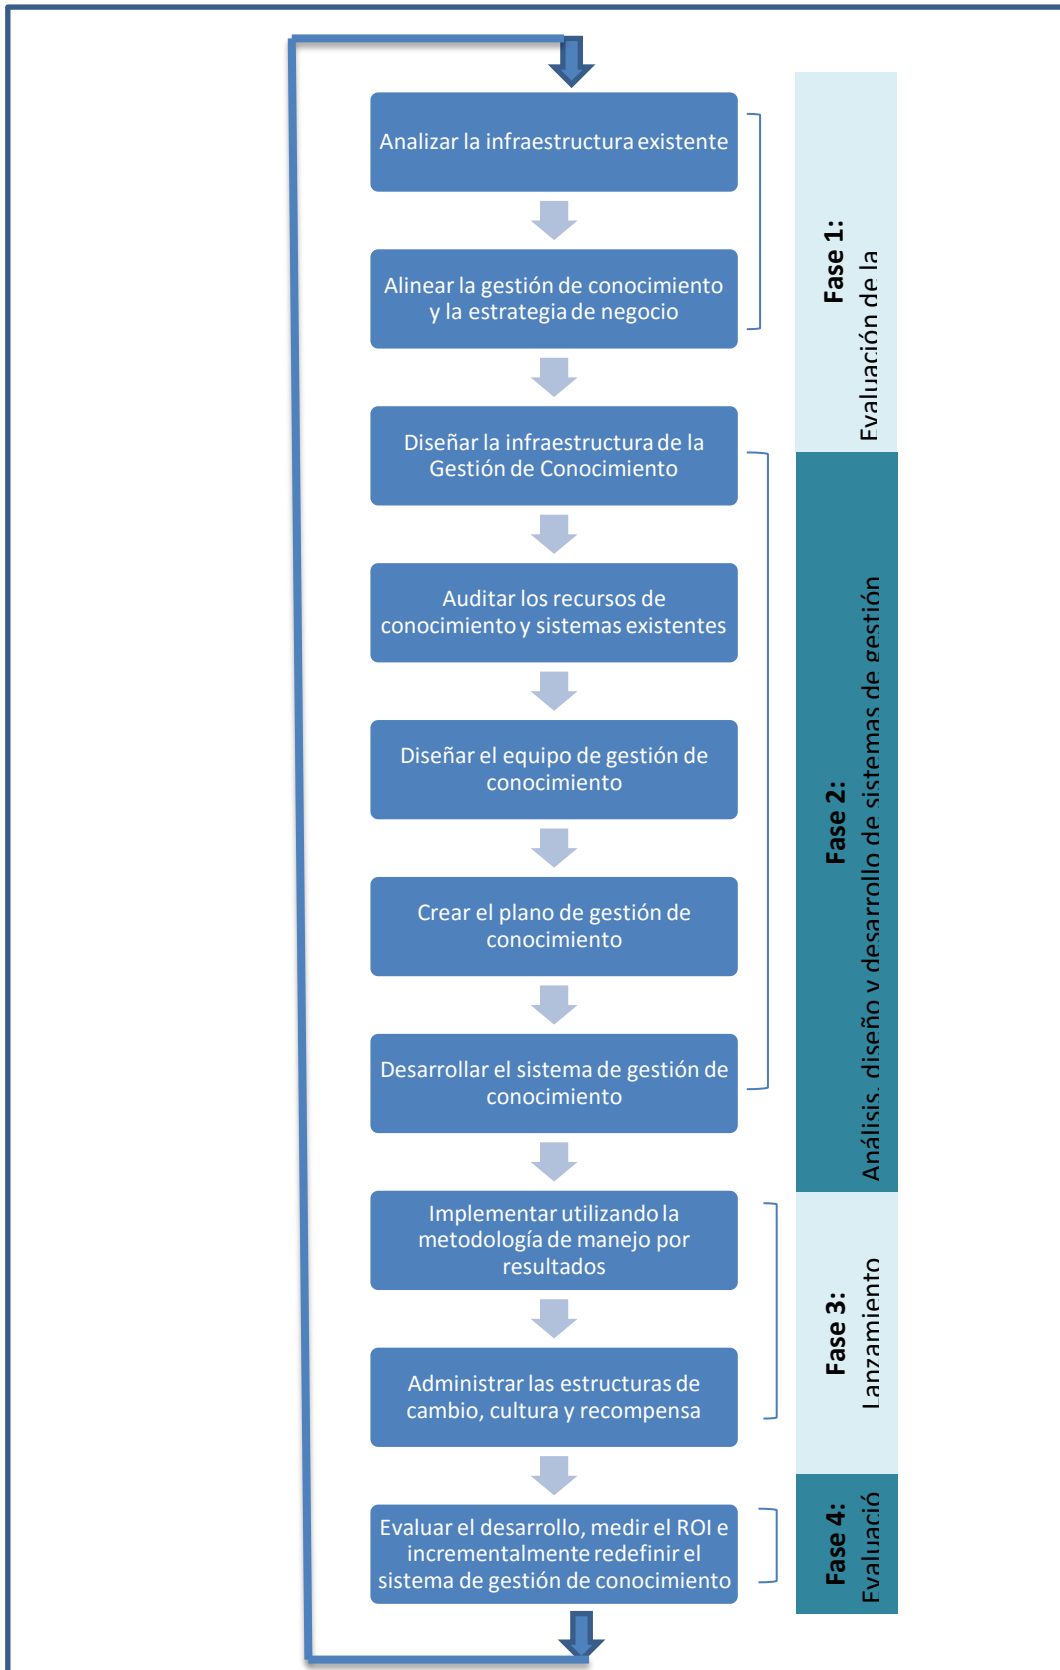 Analizar la infraestructura existente
Alinear la gestión de conocimiento
y la estrategia de negocio
Diseñar la infraestructura de la
Gestión de Conocimiento
Auditar los recursos de
conocimiento y sistemas existentes
Diseñar el equipo de gestión de
conocimiento
Crear el plano de gestión de
conocimiento
Desarrollar el sistema de gestión de
conocimiento
Implementar utilizando la
metodología de manejo por
resultados
Administrar las estructuras de
cambio, cultura y recompensa
Evaluar el desarrollo, medir el ROI e
incrementalmente redefinir el
sistema de gestión de conocimiento
Fase 1:
Evaluación de la
Fase 2:
Análisis, diseño y desarrollo de sistemas de gestión
Fase 3:
Lanzamiento
Fase 4:
Evaluació